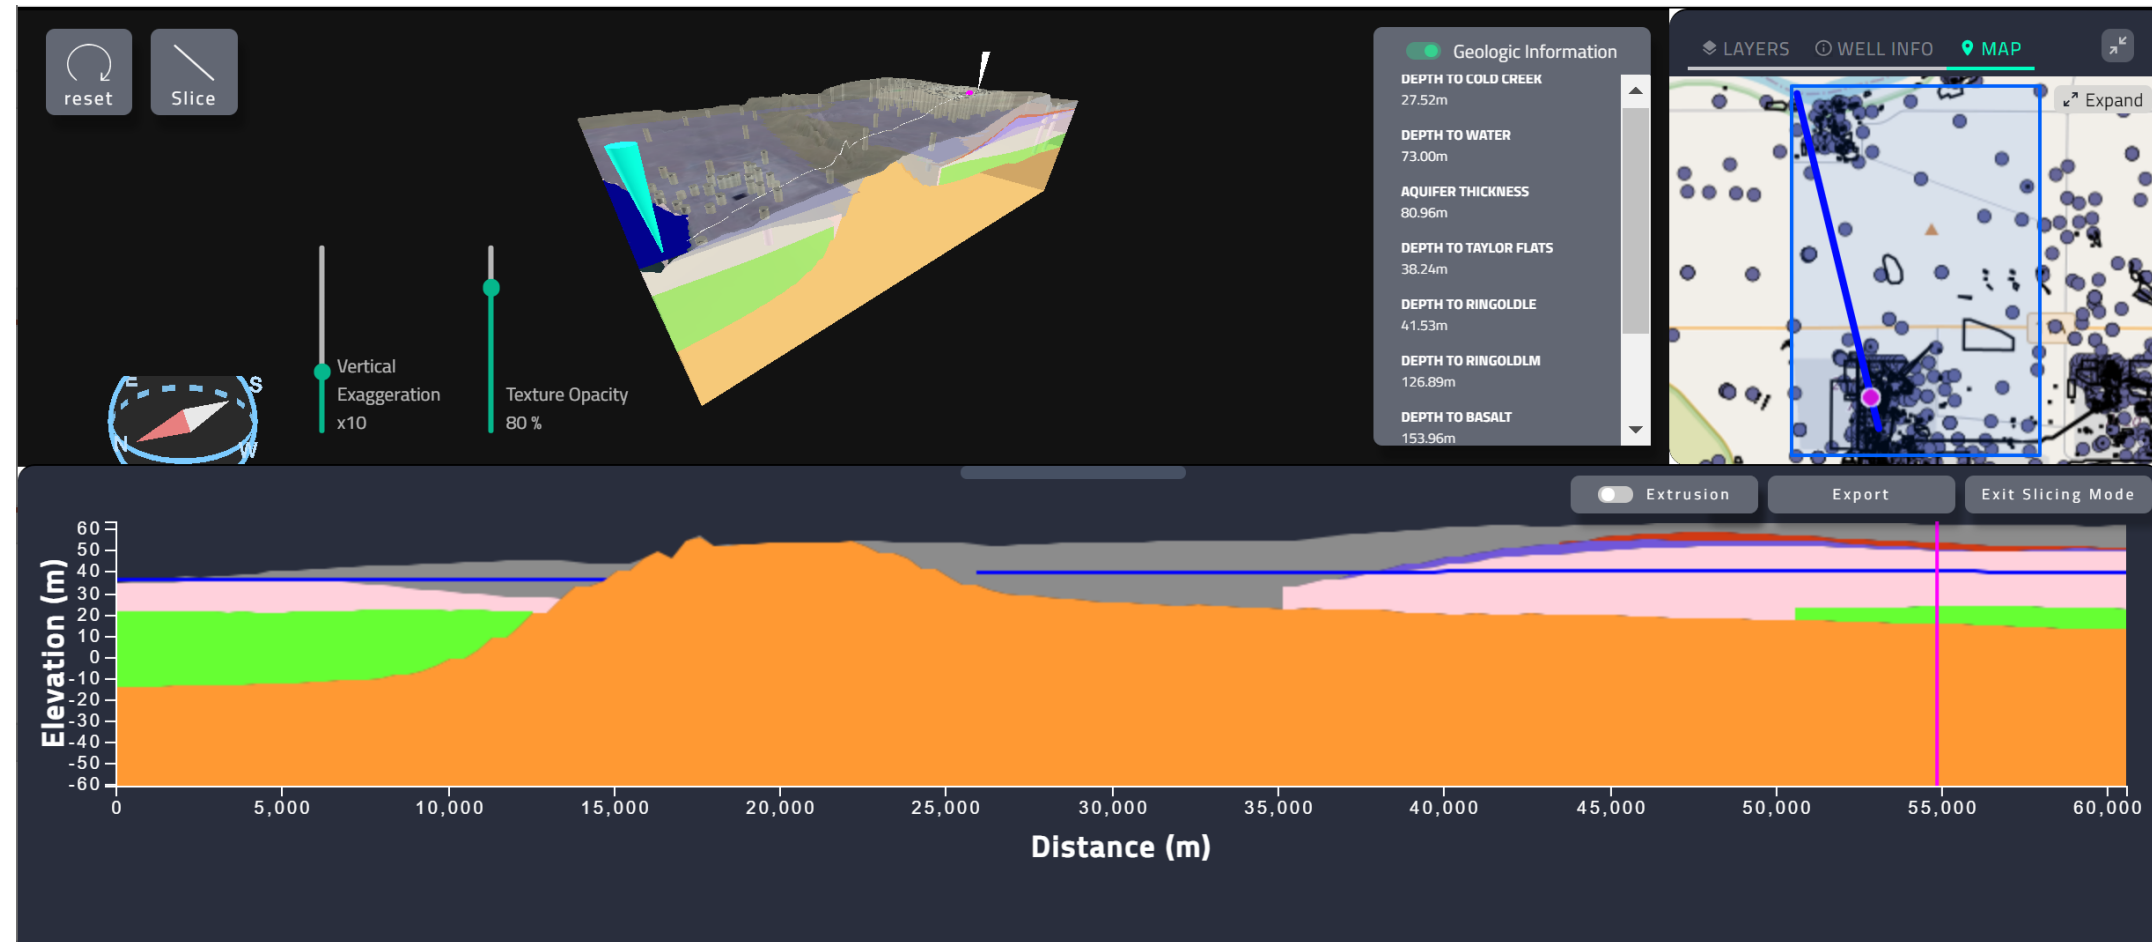 reset
Slice
Vertical
Exaggeration
x10
Texture Opacity
80 %
E
S
N
W
Geologic Information
DEPTH TO COLD CREEK
27.52m
DEPTH TO WATER
73.00m
AQUIFER THICKNESS
80.96m
DEPTH TO TAYLOR FLATS
38.24m
DEPTH TO RINGOLDLE
41.53m
DEPTH TO RINGOLDLM
126.89m
DEPTH TO BASALT
153.96m
LAYERS
WELL INFO
MAP
Expand
Extrusion
Export
Exit Slicing Mode
Elevation (m)
60
50
40
30
20
10
0
-10
-20
-30
-40
-50
-60
0 5,000 10,000 15,000 20,000 25,000 30,000 35,000 40,000 45,000 50,000 55,000 60,000
Distance (m)